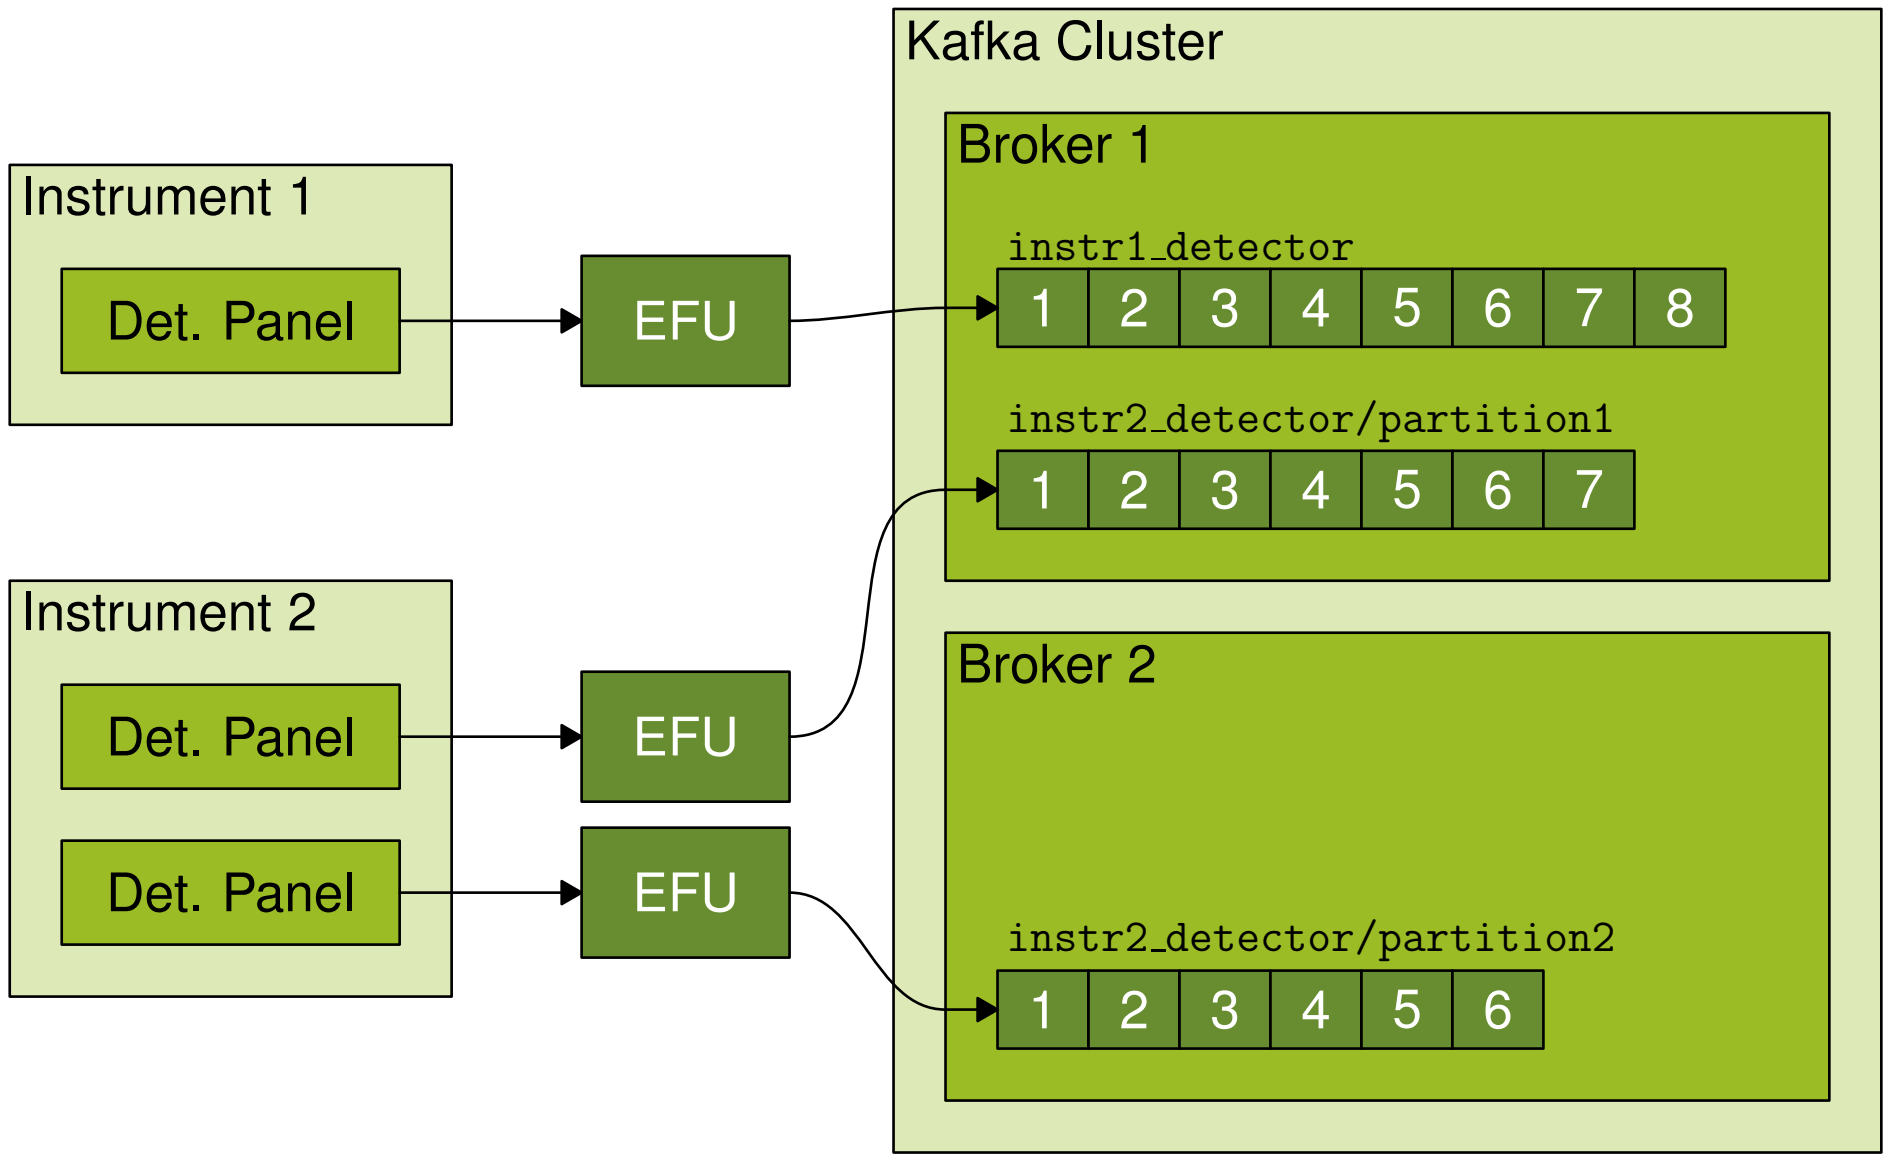 Kafka Cluster
Broker 1
Instrument 1
instr1_detector
Det. Panel
EFU
1 2 3 4 5 6 7 8
instr2_detector/partition1
1 2 3 4 5 6 7
Instrument 2
Broker 2
Det. Panel
EFU
Det. Panel
EFU
instr2_detector/partition2
1 2 3 4 5 6